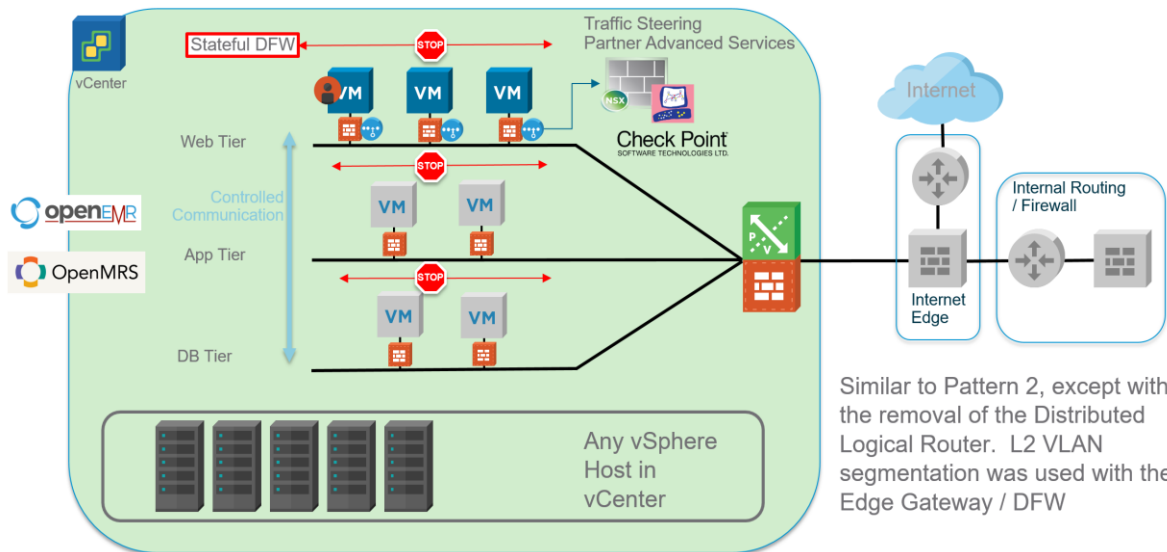 vCenter
Stateful DFW
STOP
Traffic Steering
Partner Advanced Services
VM
VM
VM
NSX
Check Point
SOFTWARE TECHNOLOGIES LTD.
Web Tier
STOP
Controlled
Communication
VM
VM
openEMR
OpenMRS
App Tier
STOP
VM
VM
DB Tier
P
V
Internet
Internet
Edge
Internal Routing
/ Firewall
Any vSphere
Host in
vCenter
Similar to Pattern 2, except with
the removal of the Distributed
Logical Router. L2 VLAN
segmentation was used with the
Edge Gateway / DFW